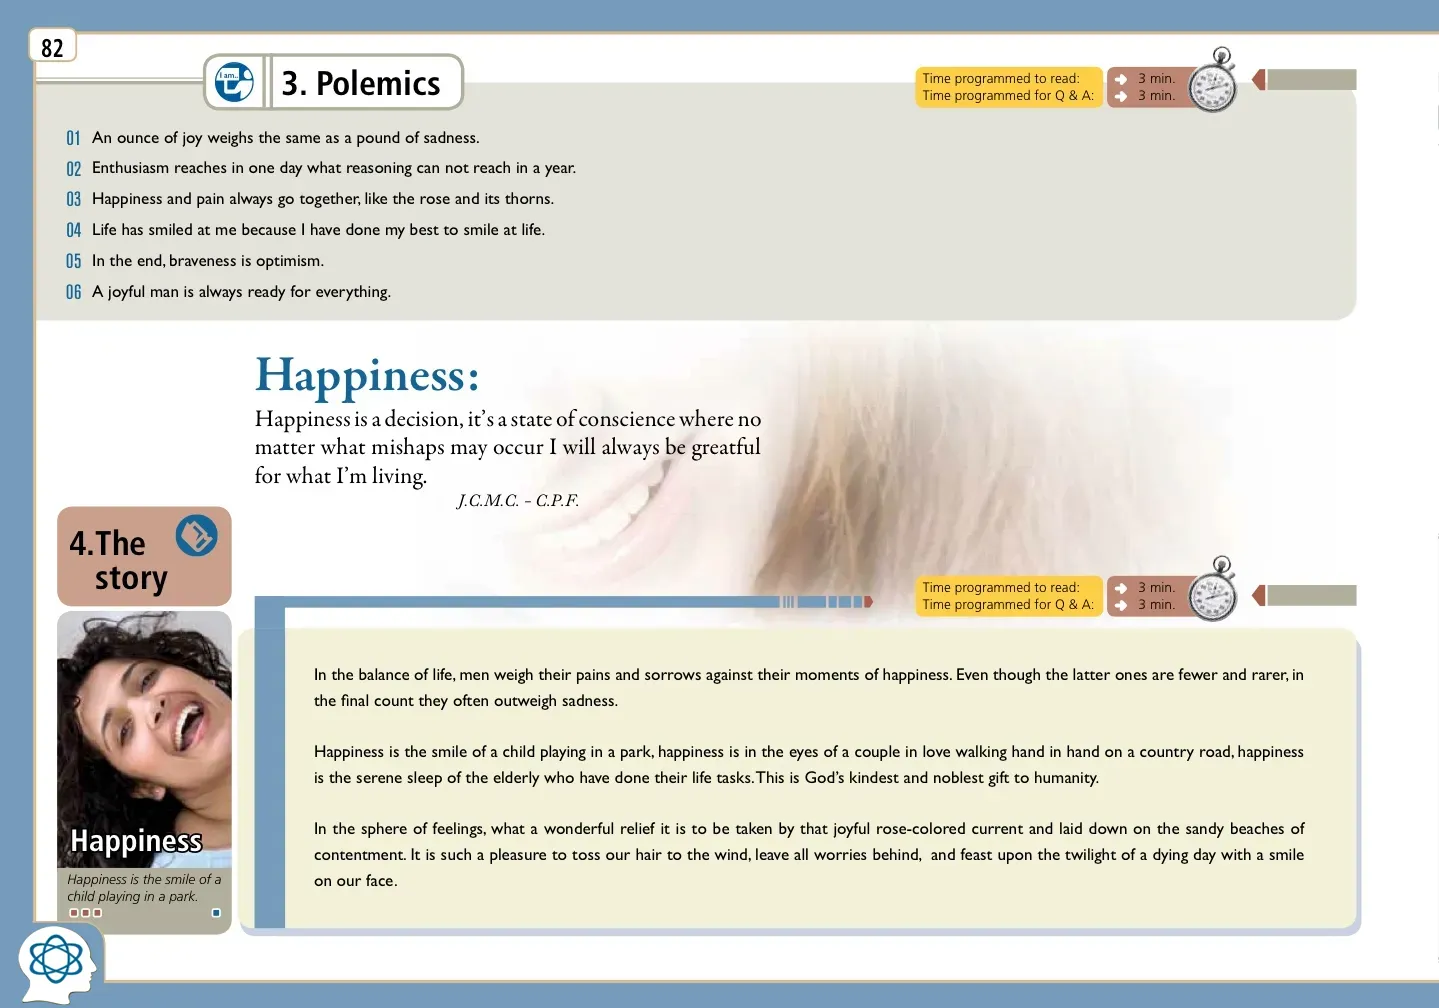 82
I am...
3. Polemics
Time programmed to read: 3 min.
Time programmed for Q & A: 3 min.
01 An ounce of joy weighs the same as a pound of sadness.
02 Enthusiasm reaches in one day what reasoning can not reach in a year.
03 Happiness and pain always go together, like the rose and its thorns.
04 Life has smiled at me because I have done my best to smile at life.
05 In the end, braveness is optimism.
06 A joyful man is always ready for everything.
Happiness:
Happiness is a decision, it's a state of conscience where no
matter what mishaps may occur I will always be greatful
for what I'm living.
J.C.M.C. - C.P.F.
4. The
story
Time programmed to read: 3 min.
Time programmed for Q & A: 3 min.
Happiness
Happiness is the smile of a
child playing in a park.
In the balance of life, men weigh their pains and sorrows against their moments of happiness. Even though the latter ones are fewer and rarer, in
the final count they often outweigh sadness.
Happiness is the smile of a child playing in a park, happiness is in the eyes of a couple in love walking hand in hand on a country road, happiness
is the serene sleep of the elderly who have done their life tasks. This is God's kindest and noblest gift to humanity.
In the sphere of feelings, what a wonderful relief it is to be taken by that joyful rose-colored current and laid down on the sandy beaches of
contentment. It is such a pleasure to toss our hair to the wind, leave all worries behind, and feast upon the twilight of a dying day with a smile
on our face.